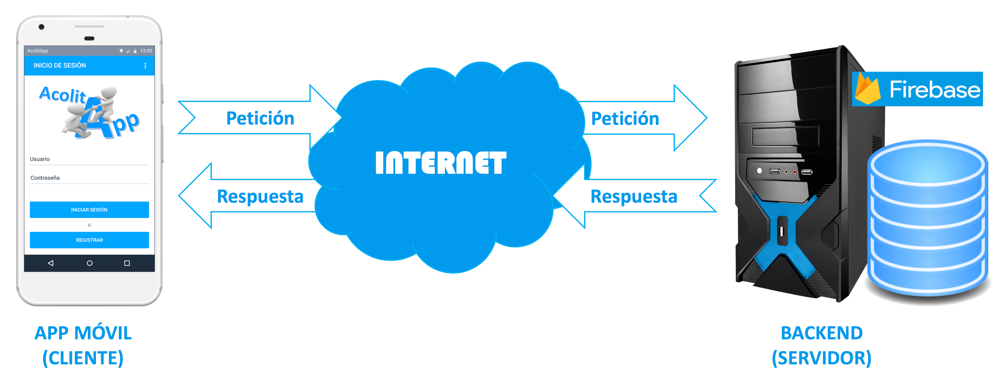 AcolitApp
13:00
INICIO DE SESIÓN
Acolit
App
Usuario
Contraseña
INICIAR SESIÓN
O
REGISTRAR
Petición
Respuesta
INTERNET
Petición
Respuesta
Firebase
APP MÓVIL
(CLIENTE)
BACKEND
(SERVIDOR)